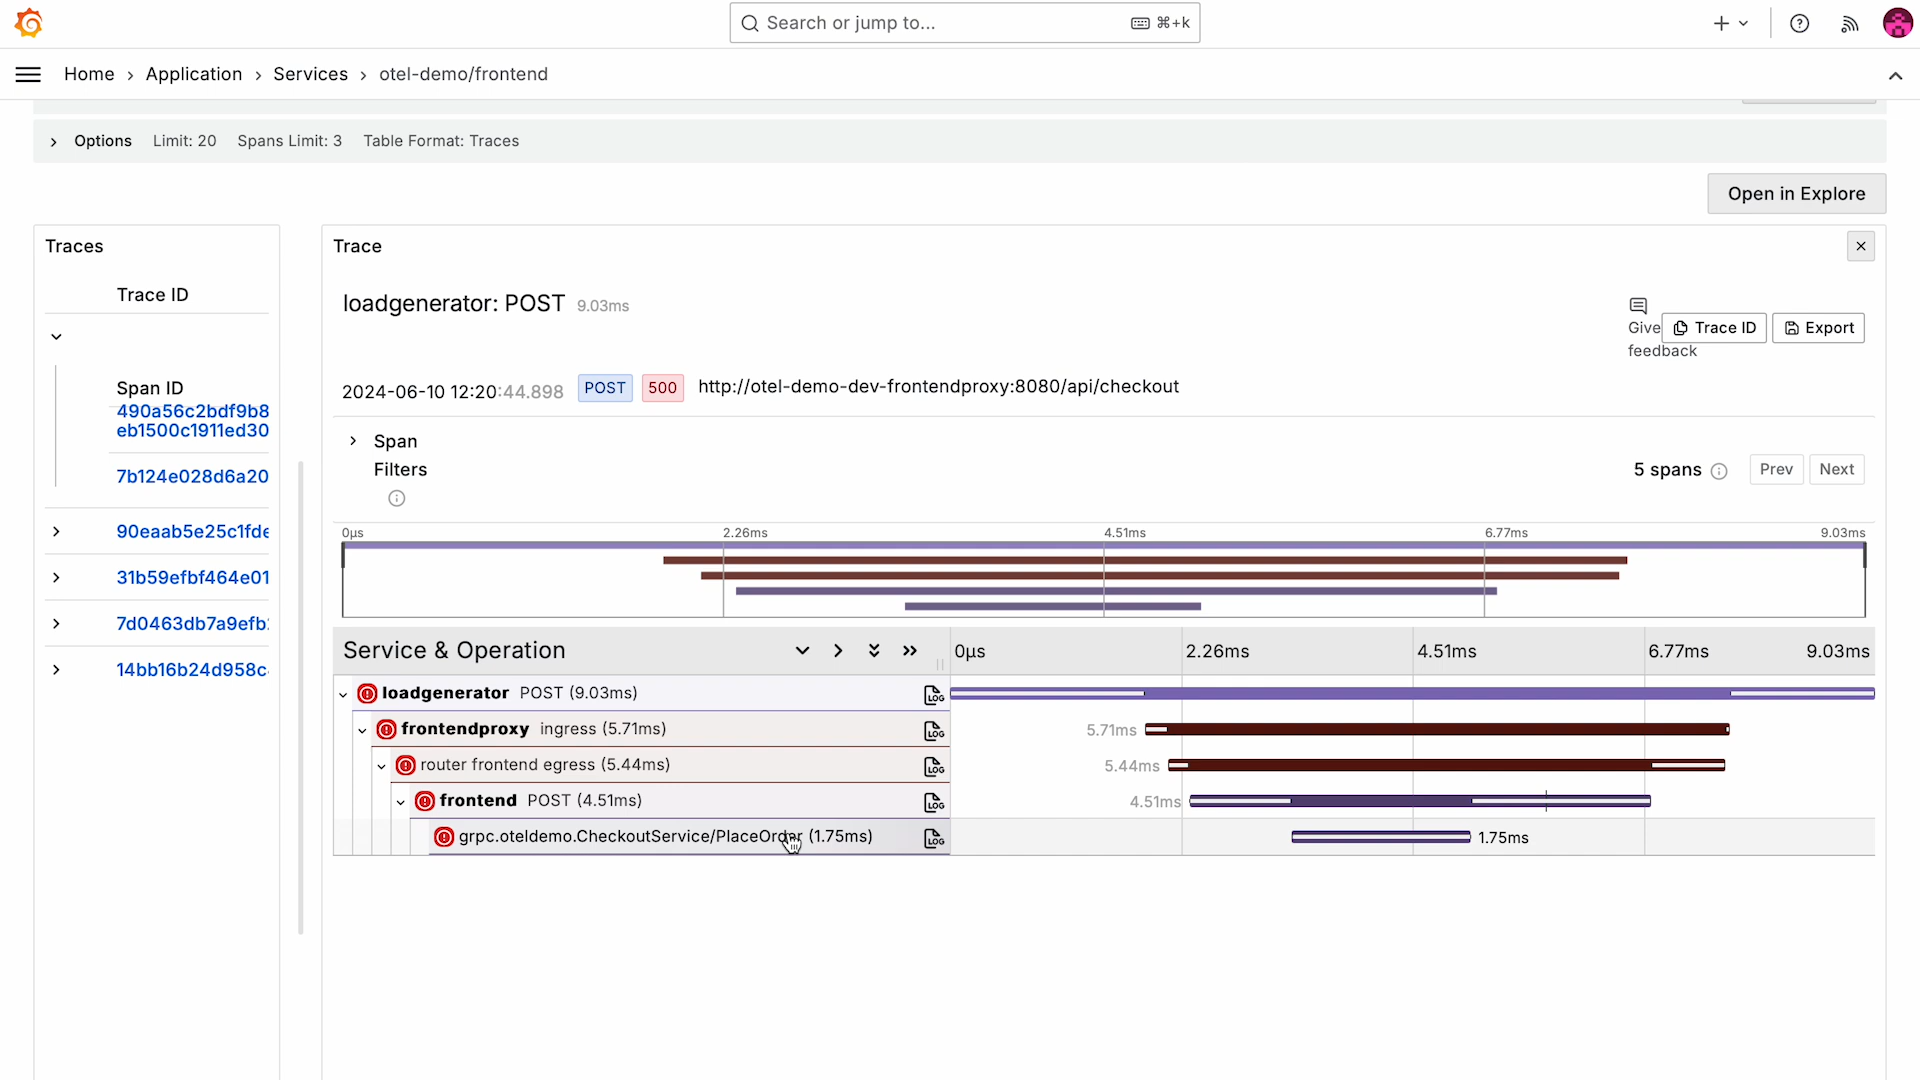 Search or jump to...
⌘+k
Home › Application › Services › otel-demo/frontend
Options Limit: 20 Spans Limit: 3 Table Format: Traces
Open in Explore
Traces
Trace ID
Span ID
490a56c2bdf9b8
eb1500c1911ed30
7b124e028d6a20
90eaab5e25c1fde
31b59efbf464e01
7d0463db7a9efb
14bb16b24d958c
Trace
loadgenerator: POST 9.03ms
Give
feedback
Trace ID
Export
2024-06-10 12:20:44.898 POST 500 http://otel-demo-dev-frontendproxy:8080/api/checkout
Span
Filters
5 spans Prev Next
0μs 2.26ms 4.51ms 6.77ms 9.03ms
Service & Operation 0μs 2.26ms 4.51ms 6.77ms 9.03ms
loadgenerator POST (9.03ms) LOG
frontendproxy ingress (5.71ms) LOG 5.71ms
router frontend egress (5.44ms) LOG 5.44ms
frontend POST (4.51ms) LOG 4.51ms
grpc.oteldemo.CheckoutService/PlaceOrder (1.75ms) LOG 1.75ms